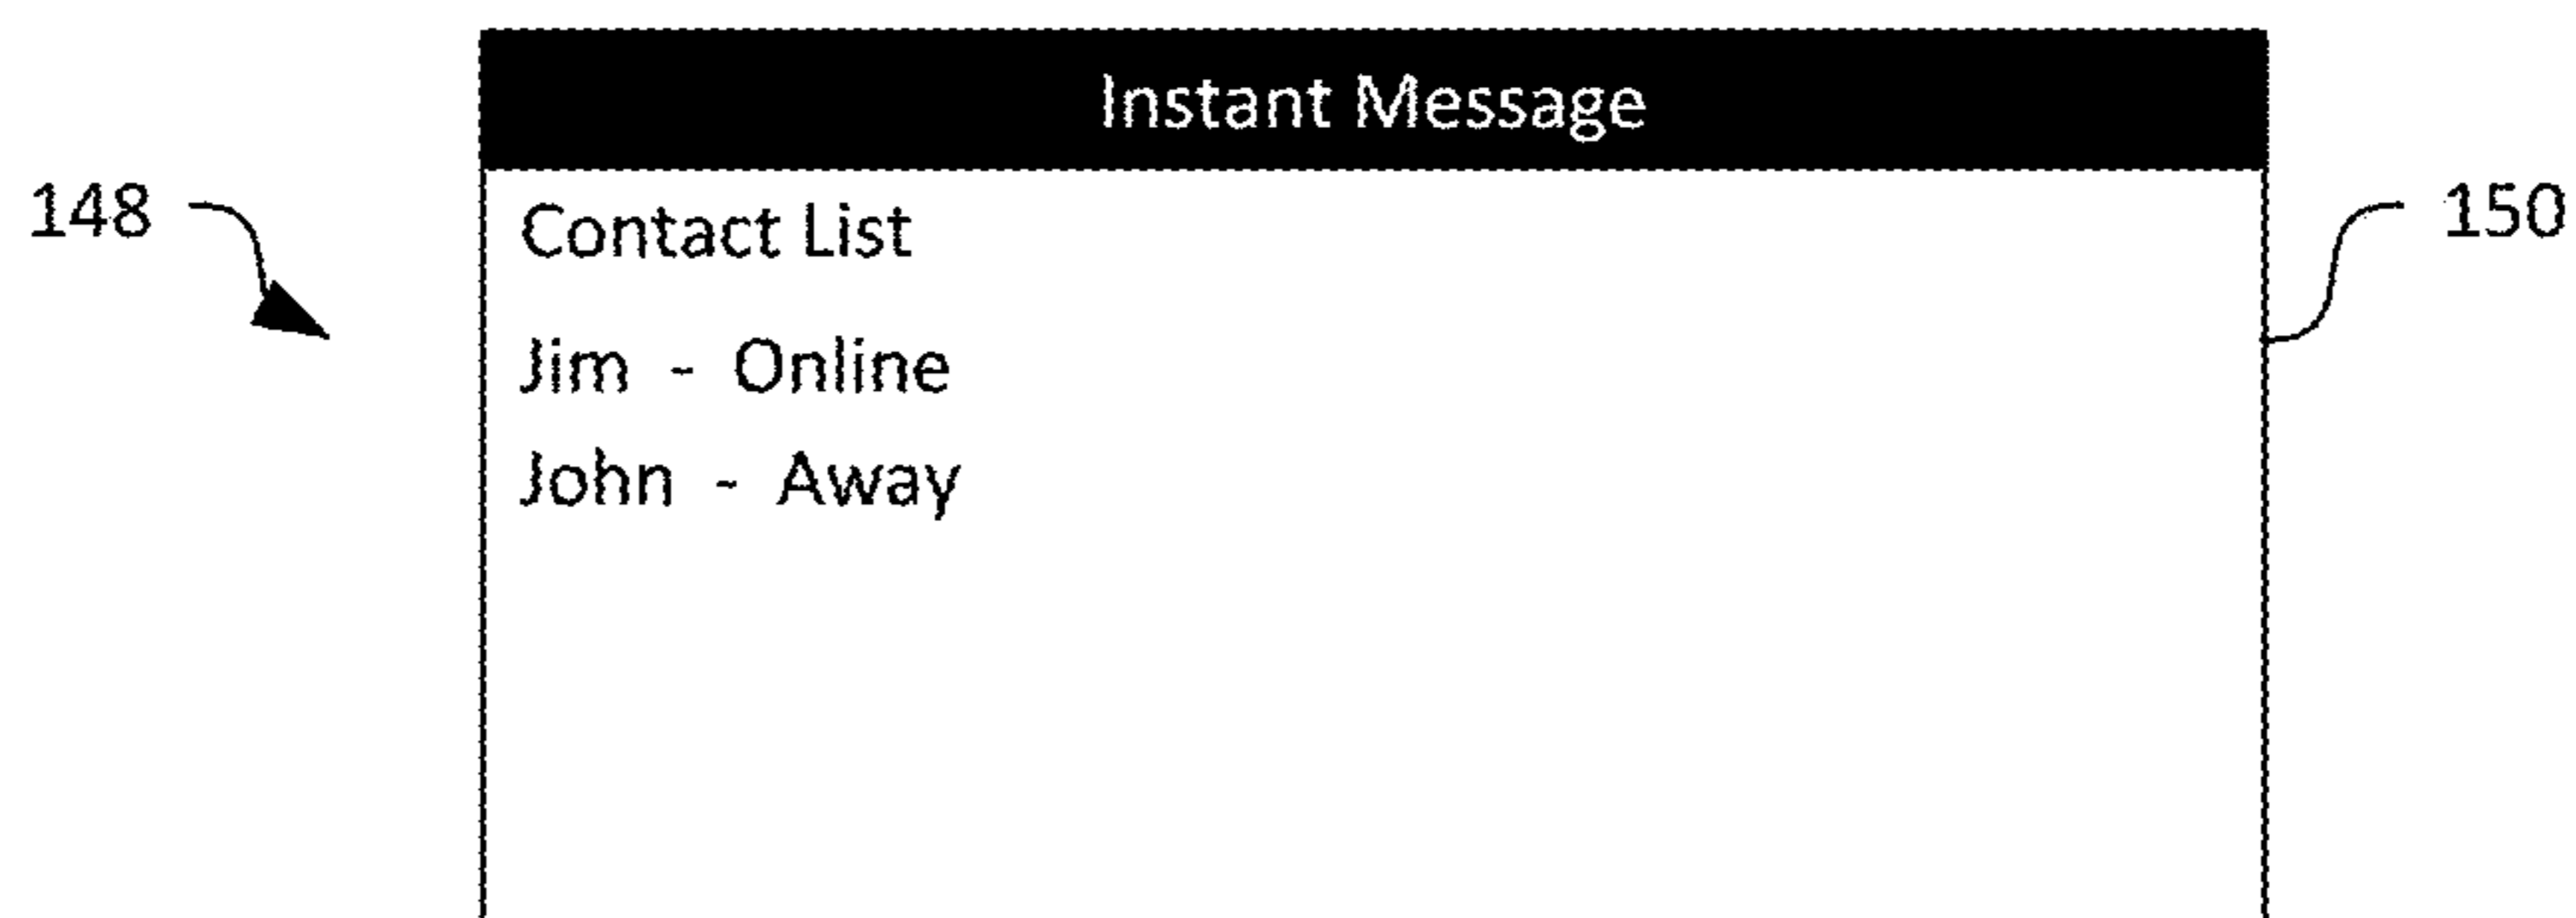 Instant Message
148
150
Contact List
Jim - Online
John - Away